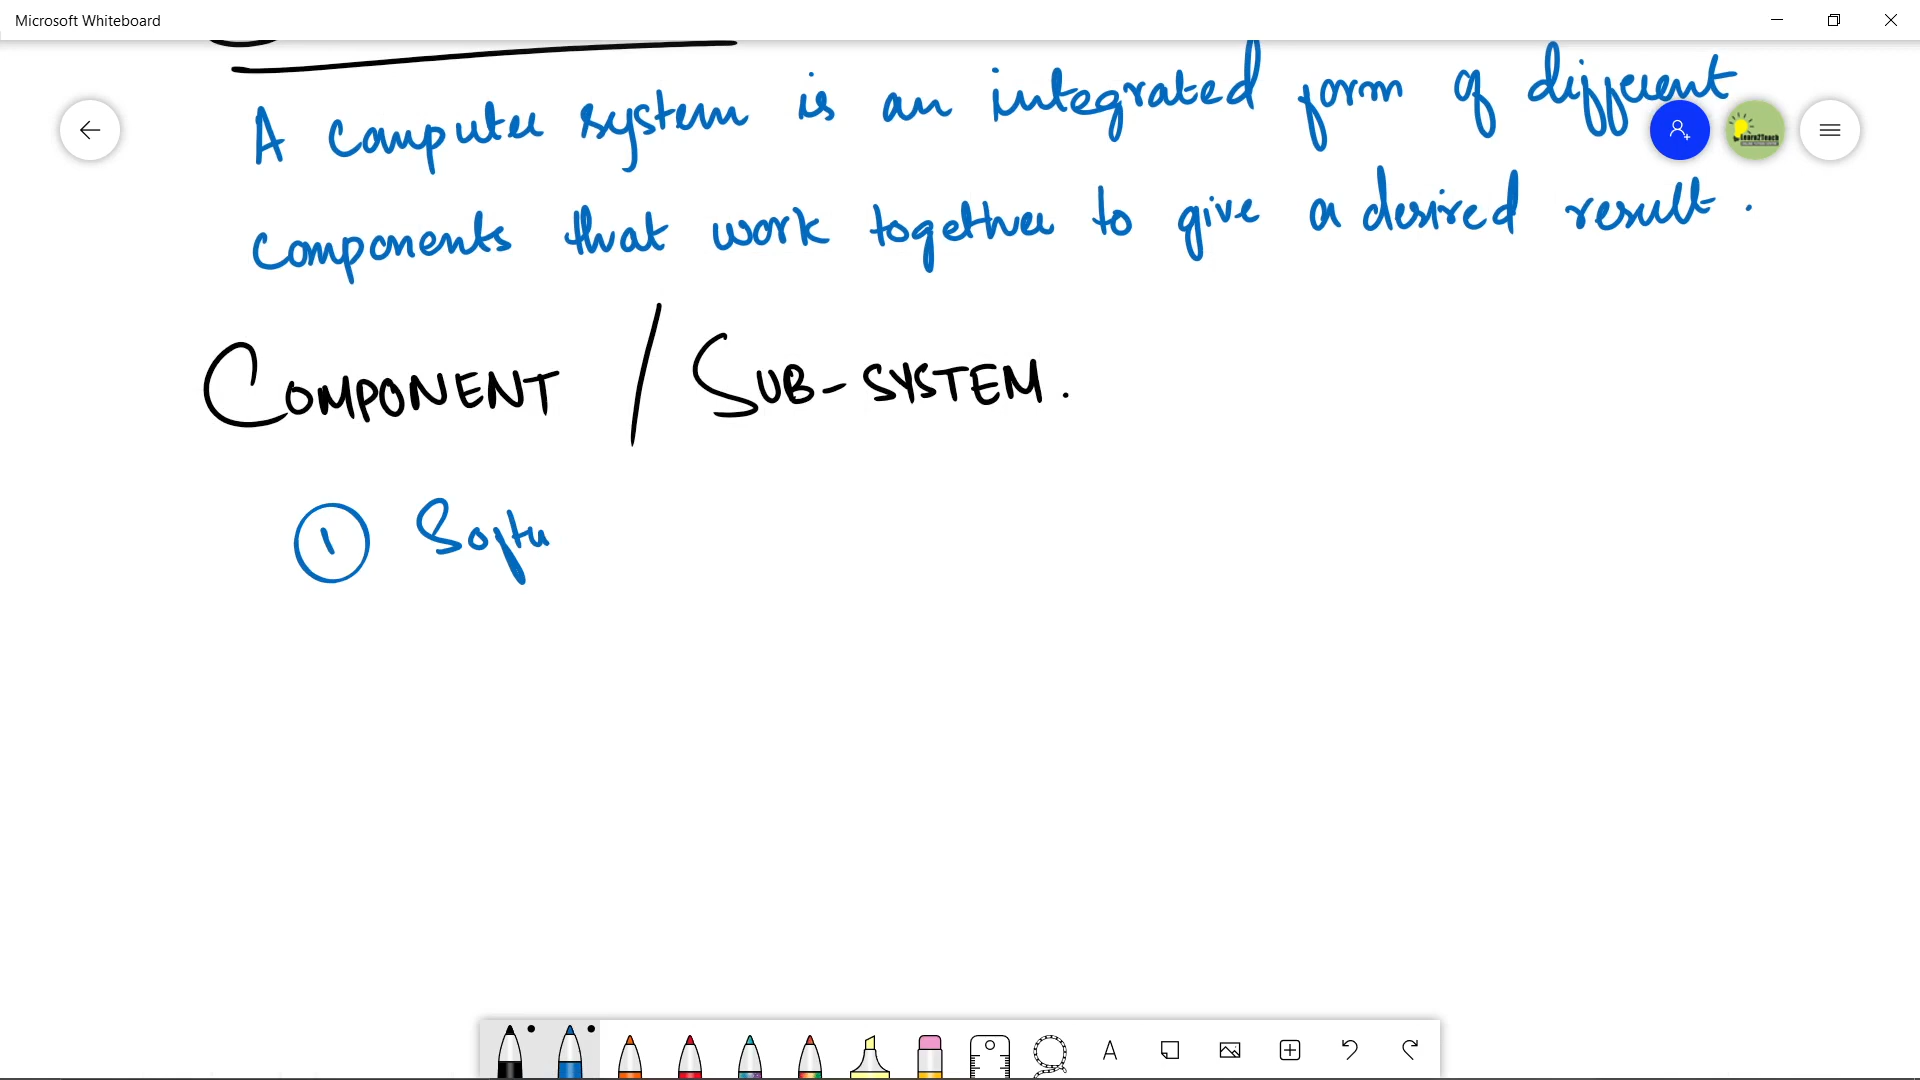 Microsoft Whiteboard
A computer system is an integrated form of different
components that work together to give a desired result.
COMPONENT / SUB-SYSTEM.
1 Softw
Learn2Teach